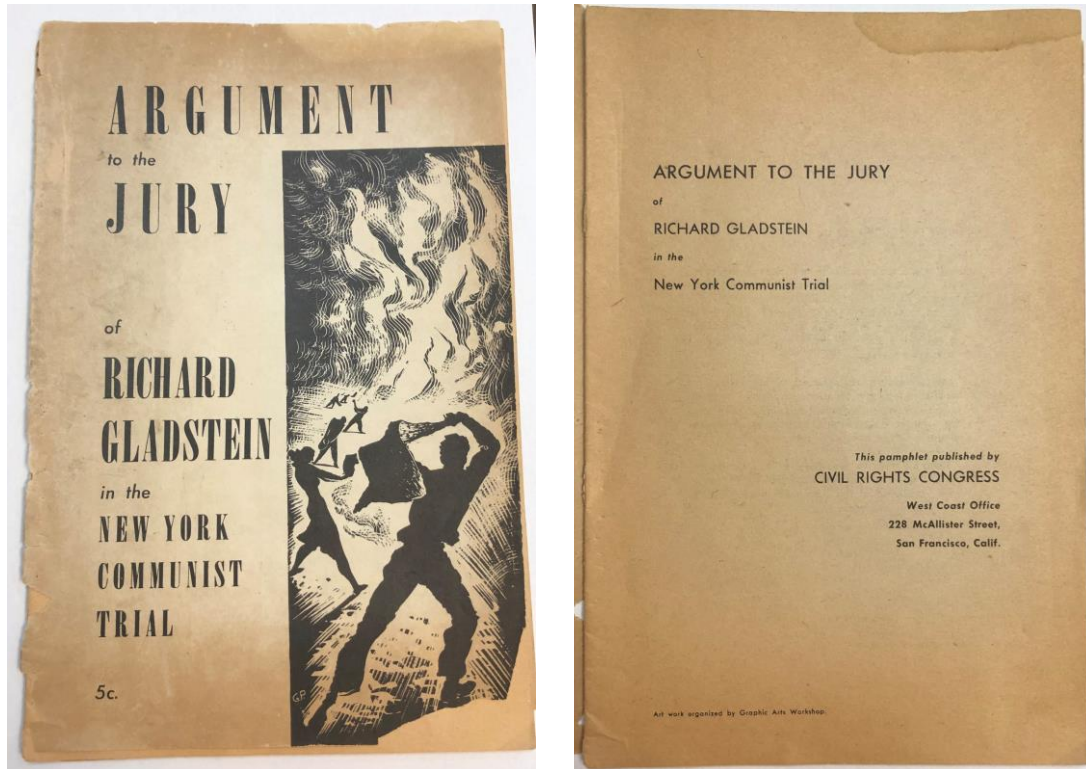 ARGUMENT
to the
JURY
of
RICHARD
GLADSTEIN
in the
NEW YORK
COMMUNIST
TRIAL
5c.
GP
ARGUMENT TO THE JURY
of
RICHARD GLADSTEIN
in the
New York Communist Trial
This pamphlet published by
CIVIL RIGHTS CONGRESS
West Coast Office
228 McAllister Street,
San Francisco, Calif.
Art work organized by Graphic Arts Workshop.